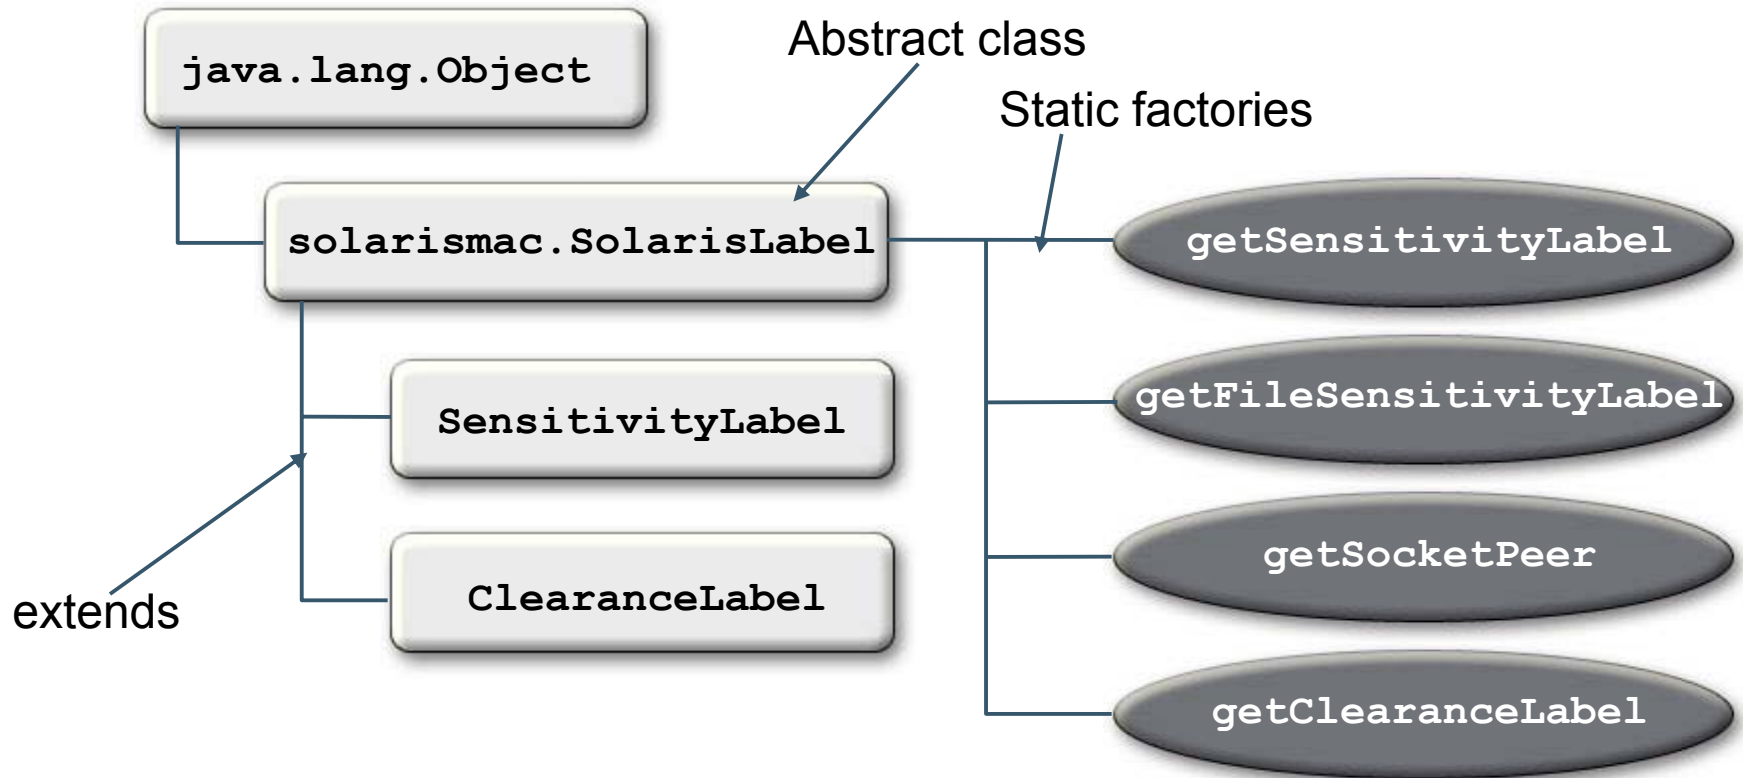 Abstract class
java.lang.Object
Static factories
solarismac.SolarisLabel
getSensitivityLabel
getFileSensitivityLabel
SensitivityLabel
getSocketPeer
extends
ClearanceLabel
getClearanceLabel